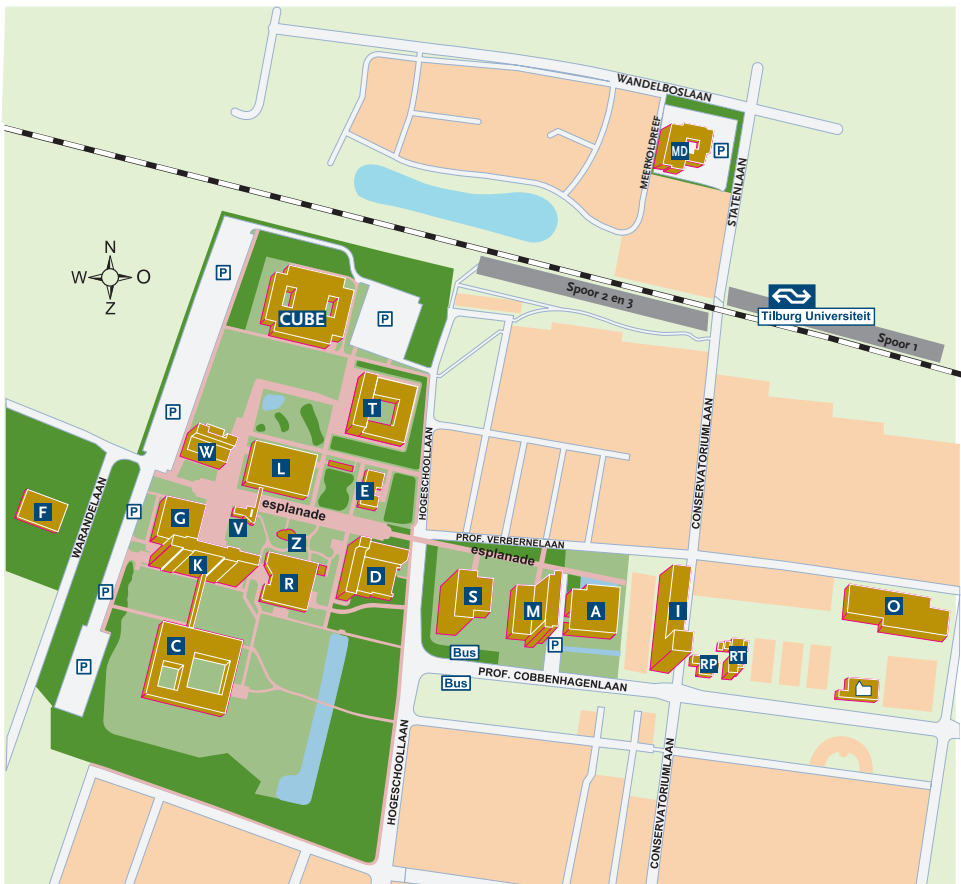 WANDELBOSLAAN
MEERKOLDREEF
MD
P
STATENLAAN
N
W
O
Z
P
CUBE
P
Spoor 2 en 3
Tilburg Universiteit
Spoor 1
P
T
W
L
E
HOGESCHOOLLAAN
CONSERVATORIUMLAAN
F
WARANDELAAN
P
G
V
esplanade
Z
K
R
D
PROF. VERBERNELAAN
esplanade
P
S
M
A
I
O
C
P
Bus
P
RP
RT
Bus
PROF. COBBENHAGENLAAN
HOGESCHOOLLAAN
CONSERVATORIUMLAAN